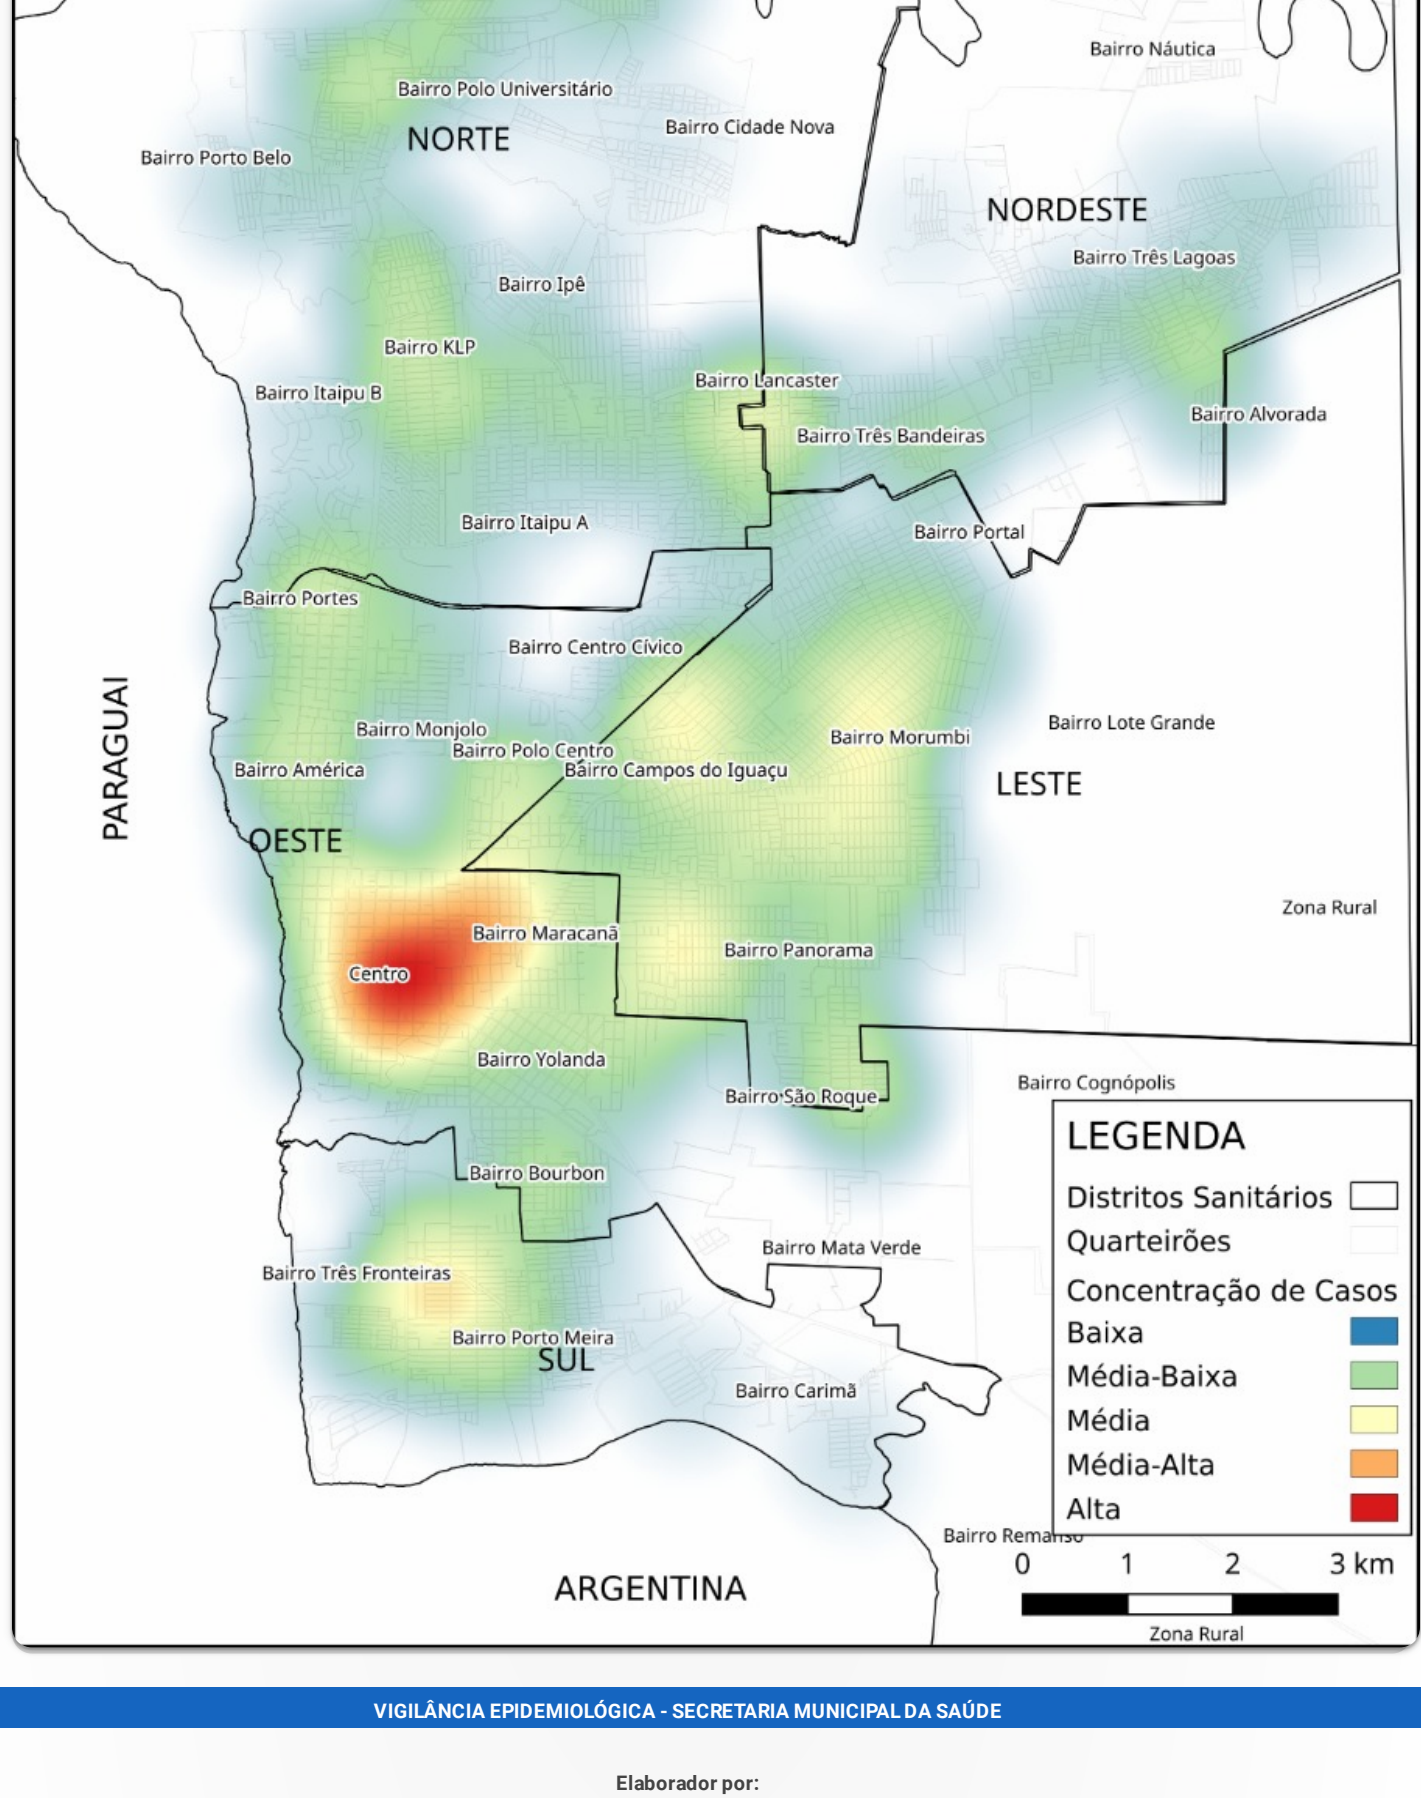 Bairro Náutica
Bairro Polo Universitário
Bairro Cidade Nova
NORTE
Bairro Porto Belo
NORDESTE
Bairro Três Lagoas
Bairro Ipê
Bairro KLP
Bairro Lancaster
Bairro Itaipu B
Bairro Alvorada
Bairro Três Bandeiras
Bairro Itaipu A
Bairro Portal
Bairro Portes
Bairro Centro Cívico
PARAGUAI
Bairro Lote Grande
Bairro Monjolo
Bairro Morumbi
Bairro Polo Centro
Bairro América
Bairro Campos do Iguaçu
LESTE
OESTE
Zona Rural
Bairro Maracanã
Bairro Panorama
Centro
Bairro Yolanda
Bairro Cognópolis
Bairro São Roque
LEGENDA
Distritos Sanitários
Quarteirões
Concentração de Casos
Baixa
Média-Baixa
Média
Média-Alta
Alta
Bairro Bourbon
Bairro Mata Verde
Bairro Três Fronteiras
Bairro Porto Meira
SUL
Bairro Carimã
Bairro Remanso
0 1 2 3 km
ARGENTINA
Zona Rural
VIGILÂNCIA EPIDEMIOLÓGICA - SECRETARIA MUNICIPAL DA SAÚDE
Elaborador por: